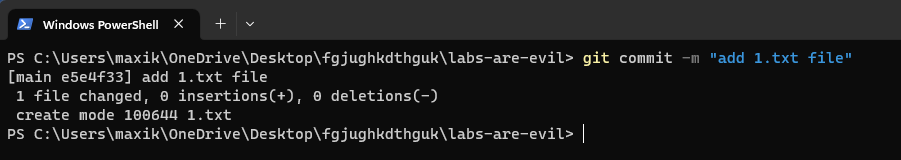 Windows PowerShell
PS C:\Users\maxik\OneDrive\Desktop\fgjughkdthguk\labs-are-evil> git commit -m "add 1.txt file"
[main e5e4f33] add 1.txt file
 1 file changed, 0 insertions(+), 0 deletions(-)
 create mode 100644 1.txt
PS C:\Users\maxik\OneDrive\Desktop\fgjughkdthguk\labs-are-evil>